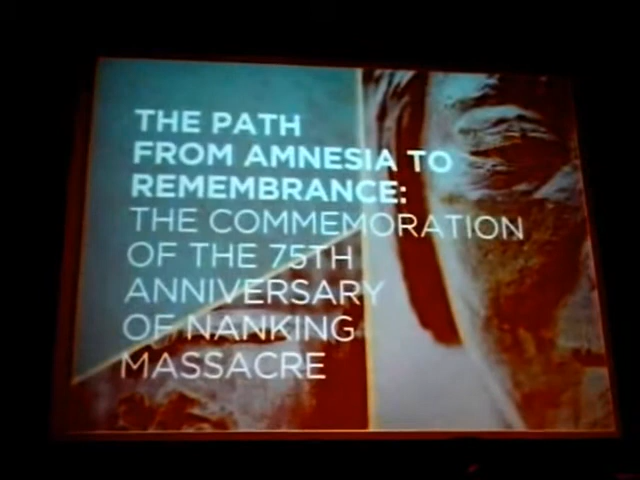 THE PATH
FROM AMNESIA TO
REMEMBRANCE:
THE COMMEMORATION
OF THE 75TH
ANNIVERSARY
OF NANKING
MASSACRE